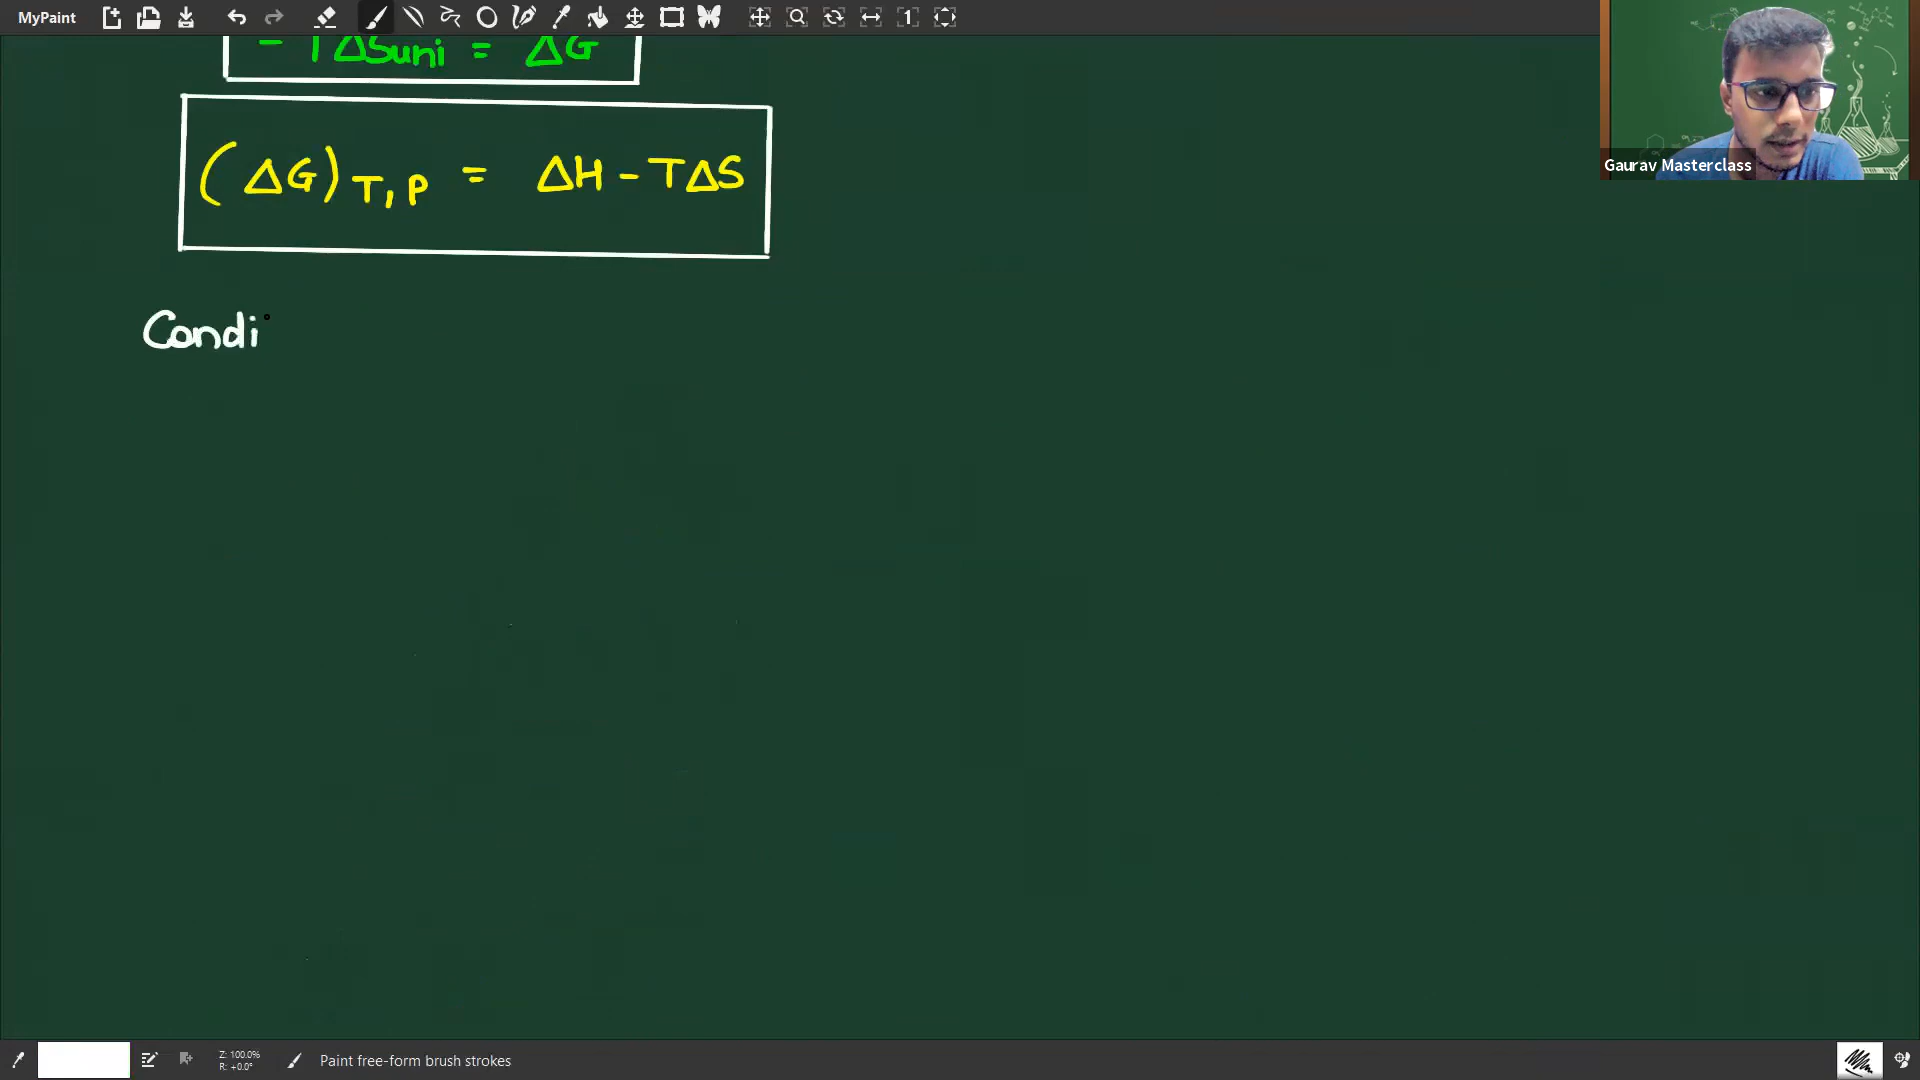 MyPaint
- TΔSuni = ΔG
(ΔG)T,P = ΔH - TΔS
Gaurav Masterclass
Condi
Z: 100.0%
R: +0.0°
Paint free-form brush strokes